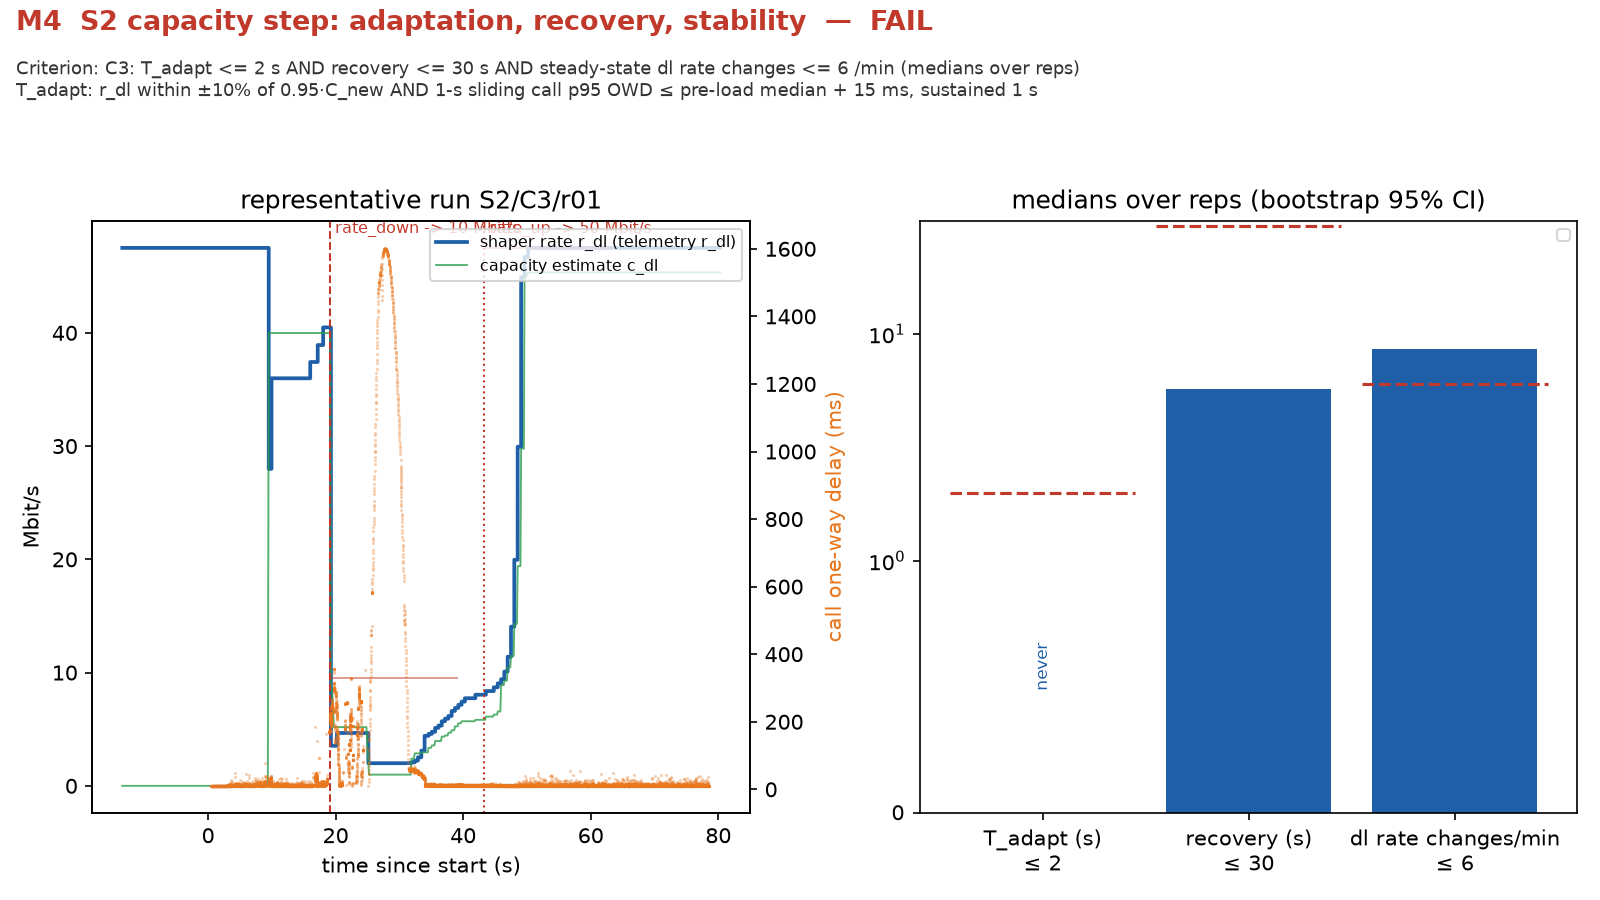 M4  S2 capacity step: adaptation, recovery, stability  —  FAIL
Criterion: C3: T_adapt <= 2 s AND recovery <= 30 s AND steady-state dl rate changes <= 6 /min (medians over reps)
T_adapt: r_dl within ±10% of 0.95·C_new AND 1-s sliding call p95 OWD ≤ pre-load median + 15 ms, sustained 1 s
representative run S2/C3/r01
rate_down -> 10 Mbit/s
rate_up -> 50 Mbit/s
shaper rate r_dl (telemetry r_dl)
capacity estimate c_dl
40
30
20
10
0
Mbit/s
0
20
40
60
80
time since start (s)
1600
1400
1200
1000
800
600
400
200
0
call one-way delay (ms)
medians over reps (bootstrap 95% CI)
10¹
10⁰
0
never
T_adapt (s)
≤ 2
recovery (s)
≤ 30
dl rate changes/min
≤ 6